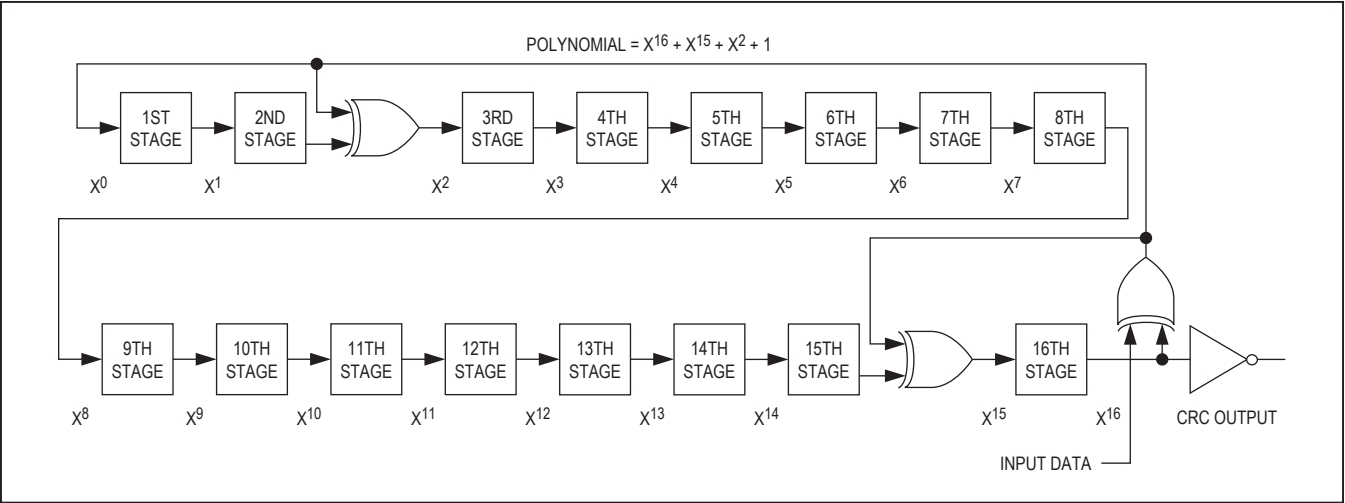 POLYNOMIAL = X16 + X15 + X2 + 1
1ST STAGE
2ND STAGE
3RD STAGE
4TH STAGE
5TH STAGE
6TH STAGE
7TH STAGE
8TH STAGE
X0 X1 X2 X3 X4 X5 X6 X7
9TH STAGE
10TH STAGE
11TH STAGE
12TH STAGE
13TH STAGE
14TH STAGE
15TH STAGE
16TH STAGE
X8 X9 X10 X11 X12 X13 X14 X15 X16
CRC OUTPUT
INPUT DATA